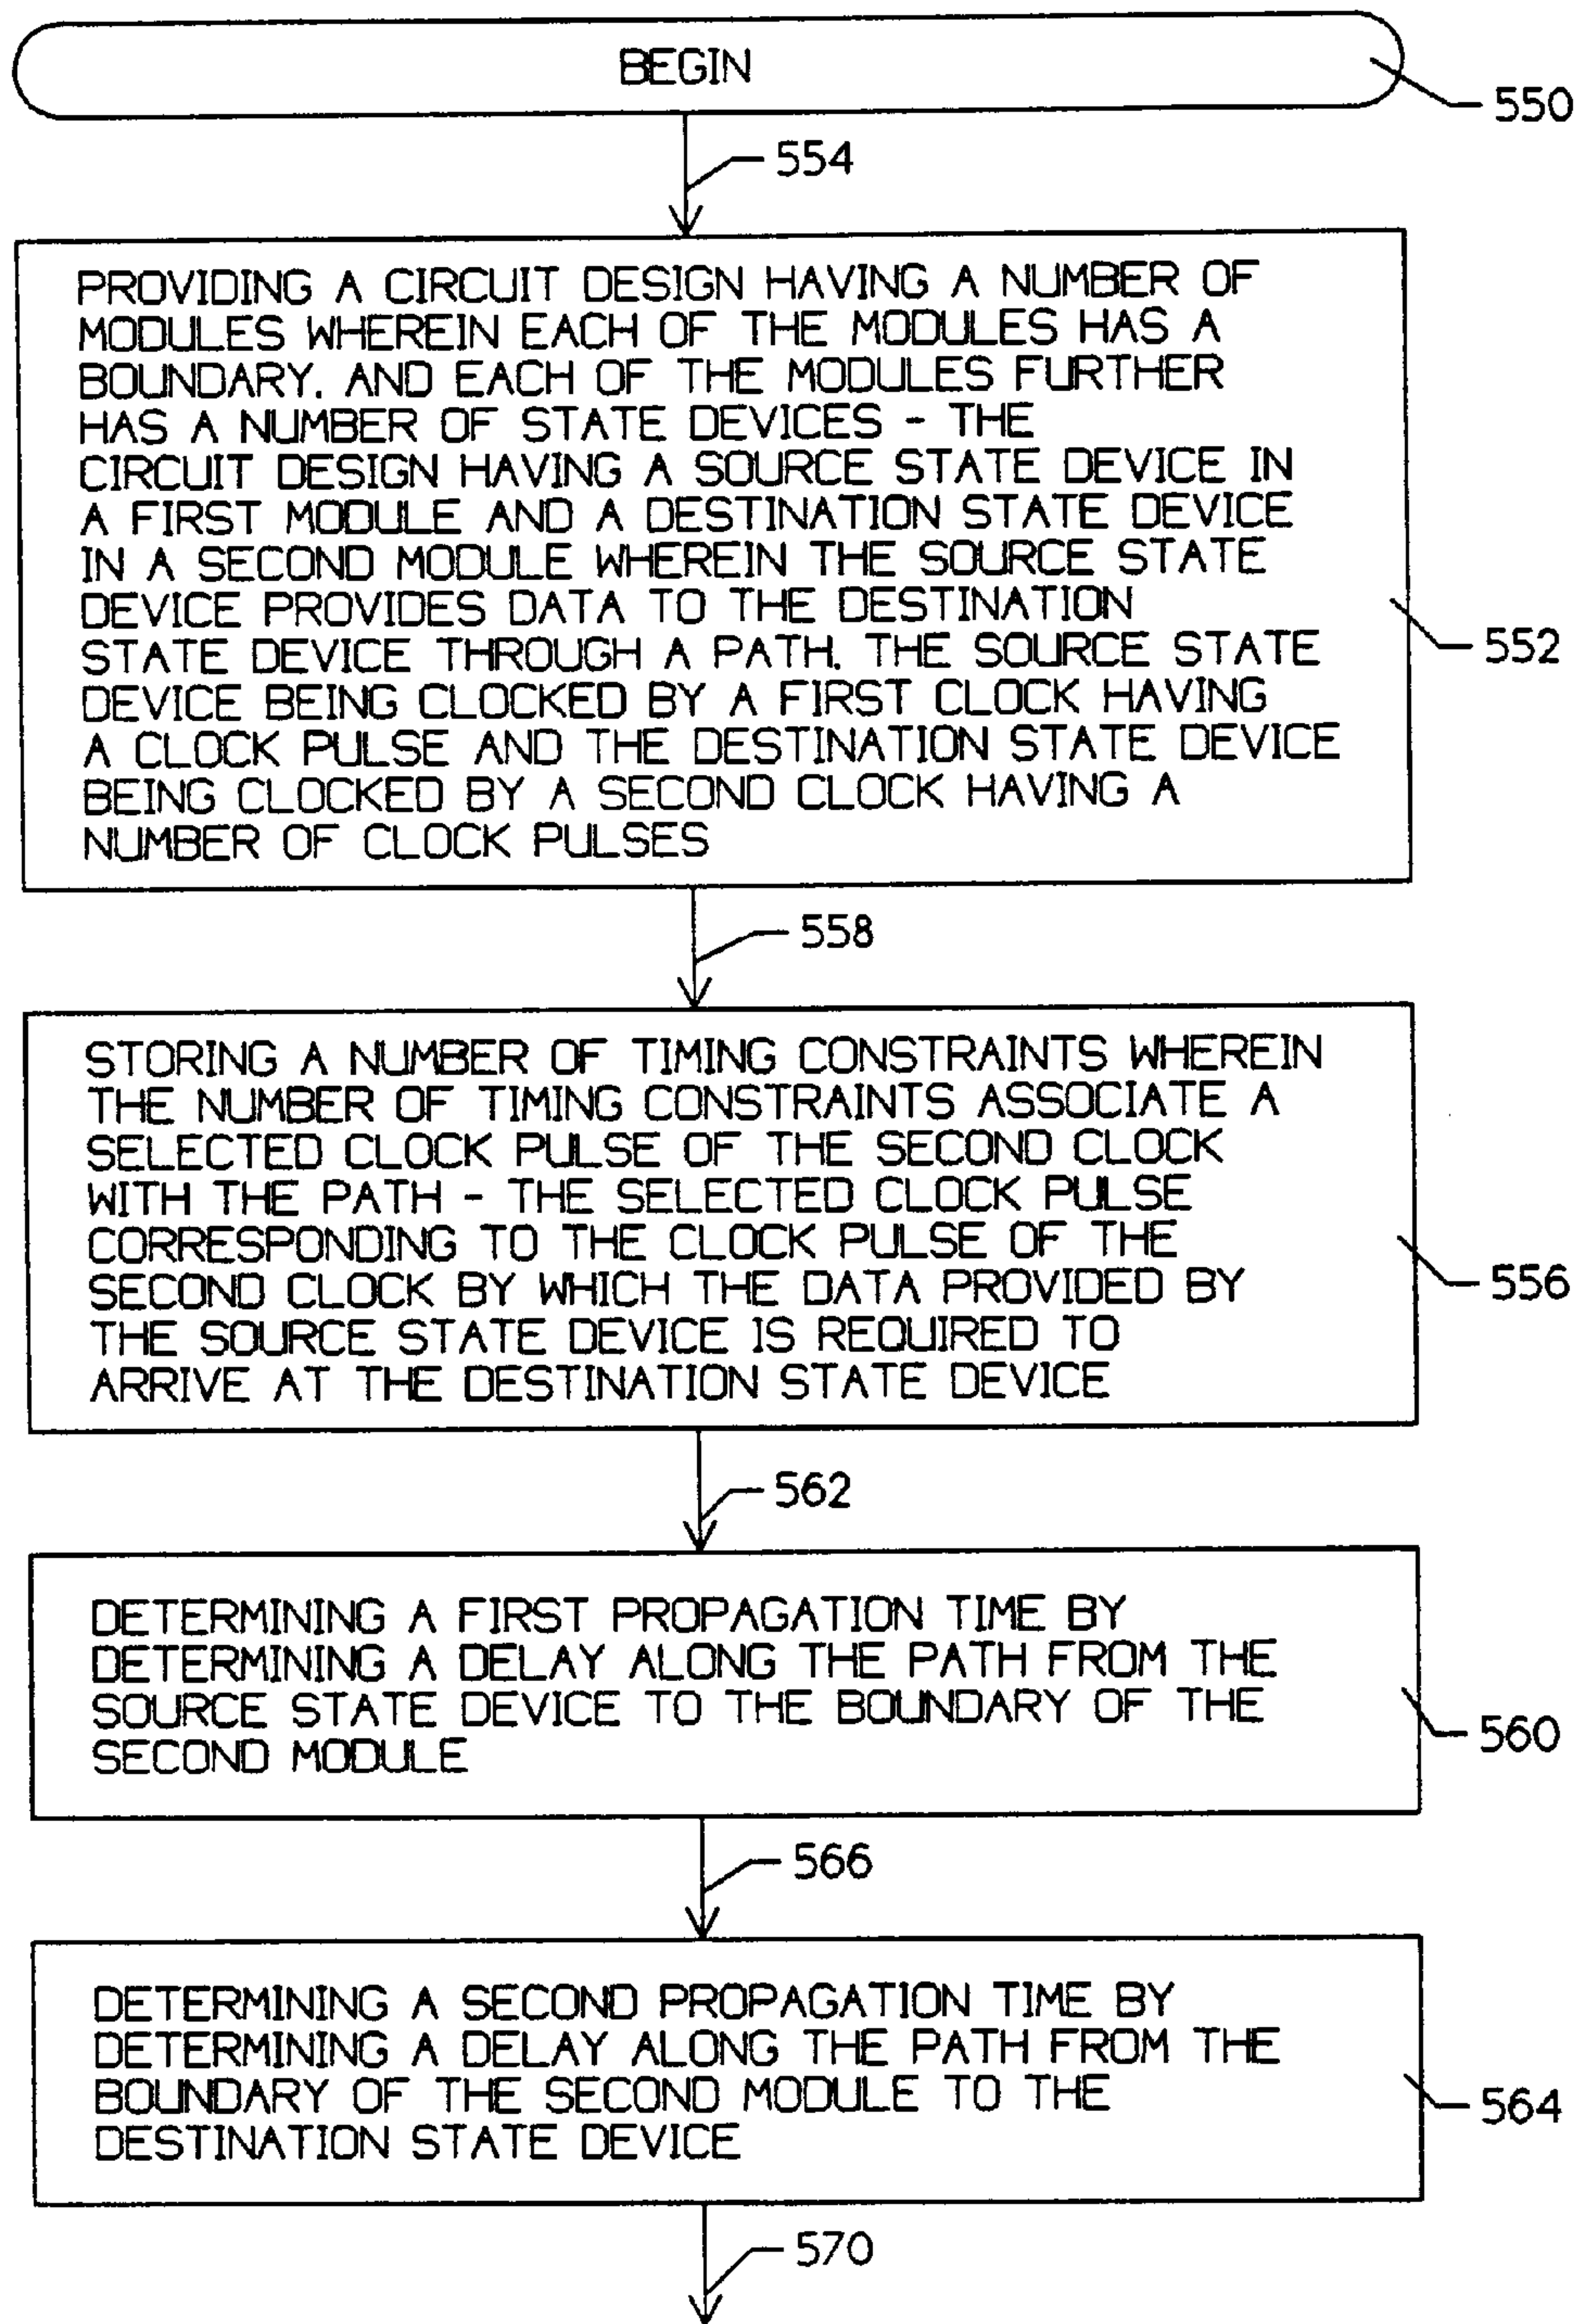 BEGIN
550
554
PROVIDING A CIRCUIT DESIGN HAVING A NUMBER OF
MODULES WHEREIN EACH OF THE MODULES HAS A
BOUNDARY. AND EACH OF THE MODULES FURTHER
HAS A NUMBER OF STATE DEVICES - THE
CIRCUIT DESIGN HAVING A SOURCE STATE DEVICE IN
A FIRST MODULE AND A DESTINATION STATE DEVICE
IN A SECOND MODULE WHEREIN THE SOURCE STATE
DEVICE PROVIDES DATA TO THE DESTINATION
STATE DEVICE THROUGH A PATH. THE SOURCE STATE
DEVICE BEING CLOCKED BY A FIRST CLOCK HAVING
A CLOCK PULSE AND THE DESTINATION STATE DEVICE
BEING CLOCKED BY A SECOND CLOCK HAVING A
NUMBER OF CLOCK PULSES
552
558
STORING A NUMBER OF TIMING CONSTRAINTS WHEREIN
THE NUMBER OF TIMING CONSTRAINTS ASSOCIATE A
SELECTED CLOCK PULSE OF THE SECOND CLOCK
WITH THE PATH - THE SELECTED CLOCK PULSE
CORRESPONDING TO THE CLOCK PULSE OF THE
SECOND CLOCK BY WHICH THE DATA PROVIDED BY
THE SOURCE STATE DEVICE IS REQUIRED TO
ARRIVE AT THE DESTINATION STATE DEVICE
556
562
DETERMINING A FIRST PROPAGATION TIME BY
DETERMINING A DELAY ALONG THE PATH FROM THE
SOURCE STATE DEVICE TO THE BOUNDARY OF THE
SECOND MODULE
560
566
DETERMINING A SECOND PROPAGATION TIME BY
DETERMINING A DELAY ALONG THE PATH FROM THE
BOUNDARY OF THE SECOND MODULE TO THE
DESTINATION STATE DEVICE
564
570